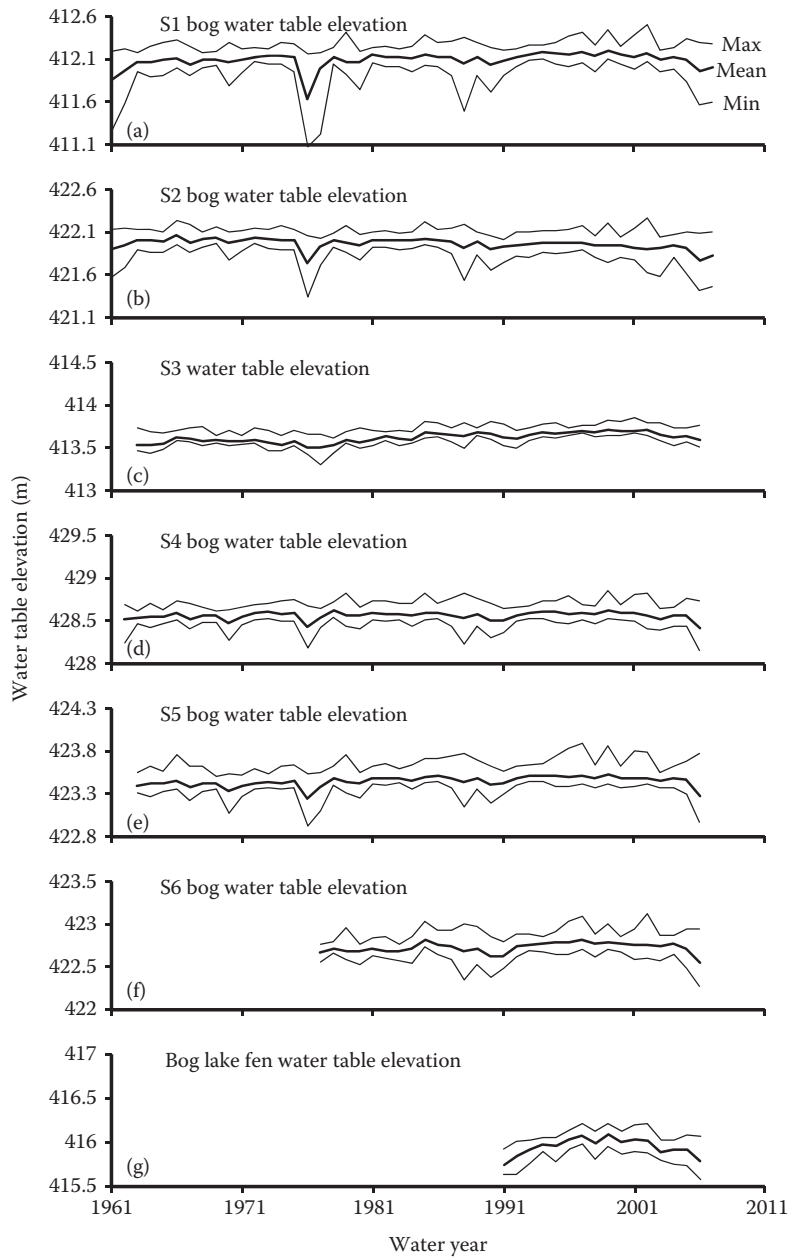 S1 bog water table elevation
412.6
412.1
411.6
411.1
Max
Mean
Min
(a)
S2 bog water table elevation
422.6
422.1
421.6
421.1
(b)
S3 water table elevation
414.5
414
413.5
413
(c)
S4 bog water table elevation
429.5
429
428.5
428
(d)
S5 bog water table elevation
424.3
423.8
423.3
422.8
(e)
S6 bog water table elevation
423.5
423
422.5
422
(f)
Bog lake fen water table elevation
417
416.5
416
415.5
(g)
1961 1971 1981 1991 2001 2011
Water year
Water table elevation (m)